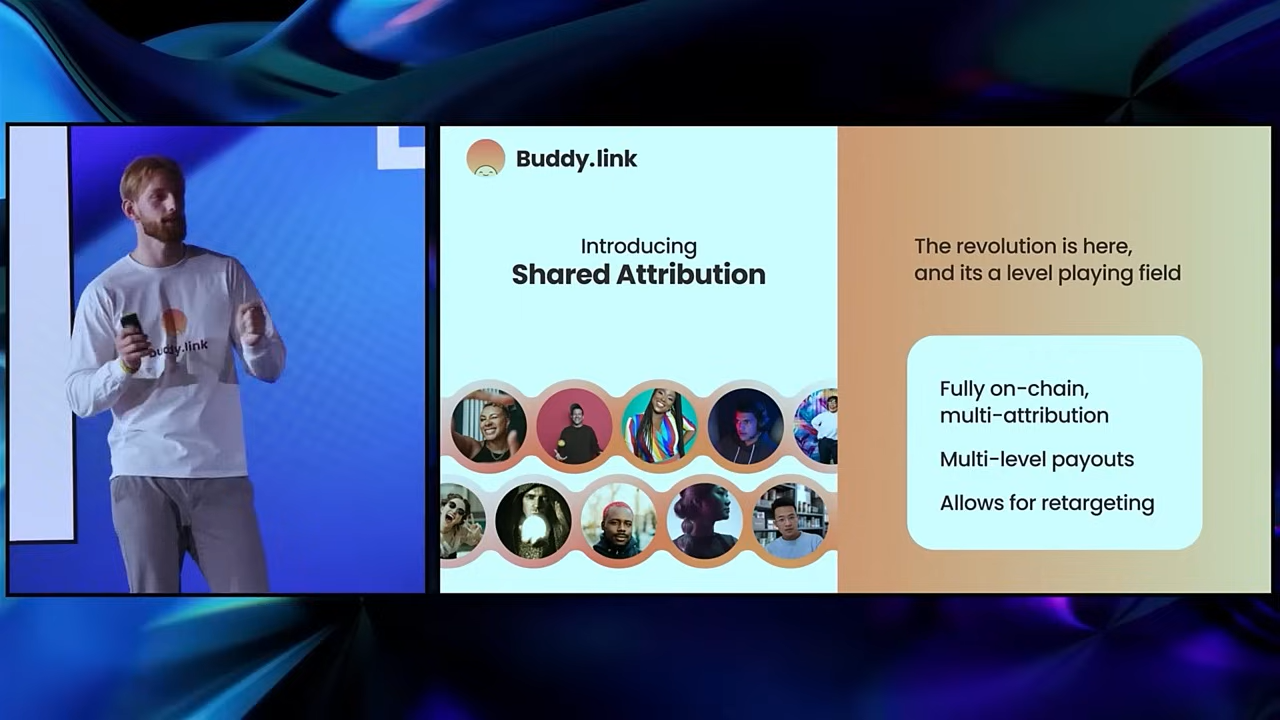 buddy.link
Buddy.link
Introducing
Shared Attribution
The revolution is here,
and its a level playing field
Fully on-chain,
multi-attribution
Multi-level payouts
Allows for retargeting